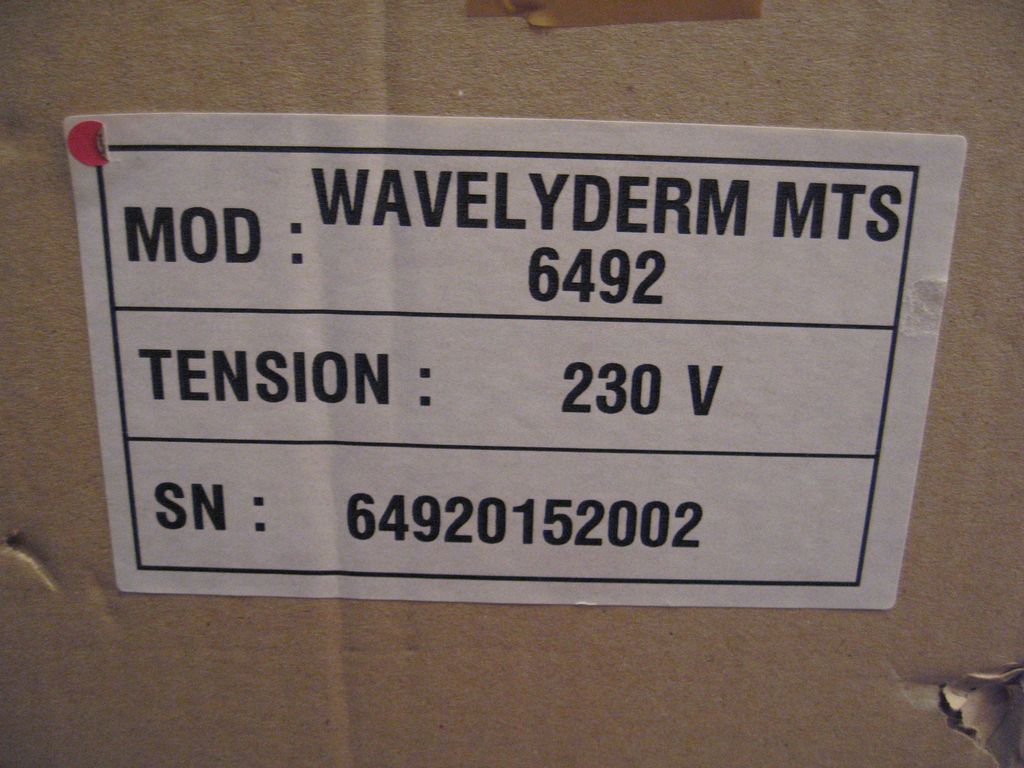 MOD : WAVELYDERM MTS
6492
TENSION : 230 V
SN : 64920152002